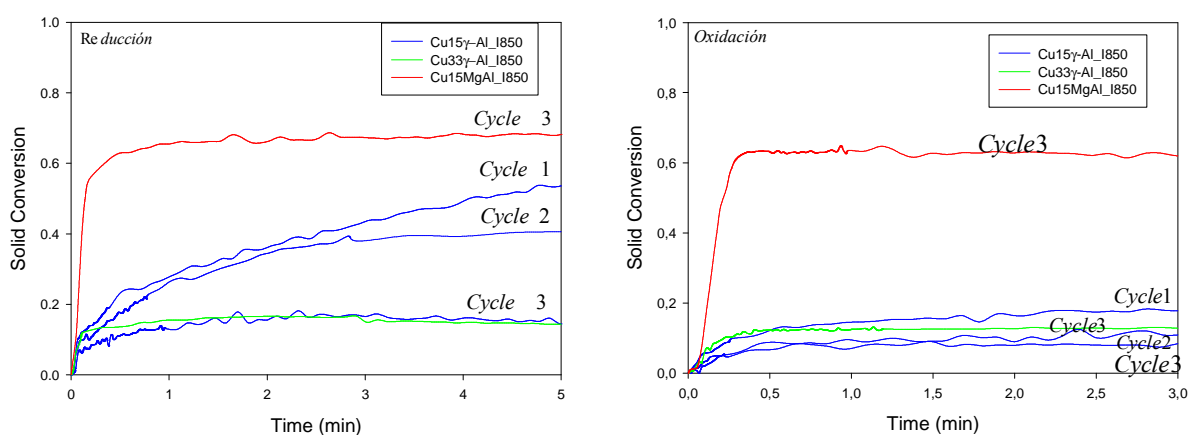 Reducción
Cu15γ–Al_I850
Cu33γ–Al_I850
Cu15MgAl_I850
Cycle 3
Cycle 1
Cycle 2
Cycle 3
Solid Conversion
1.0
0.8
0.6
0.4
0.2
0.0
0 1 2 3 4 5
Time (min)
Oxidación
Cu15γ-Al_I850
Cu33γ-Al_I850
Cu15MgAl_I850
Cycle3
Cycle1
Cycle3
Cycle2
Cycle3
Solid Conversion
1,0
0,8
0,6
0,4
0,2
0,0
0,0 0,5 1,0 1,5 2,0 2,5 3,0
Time (min)